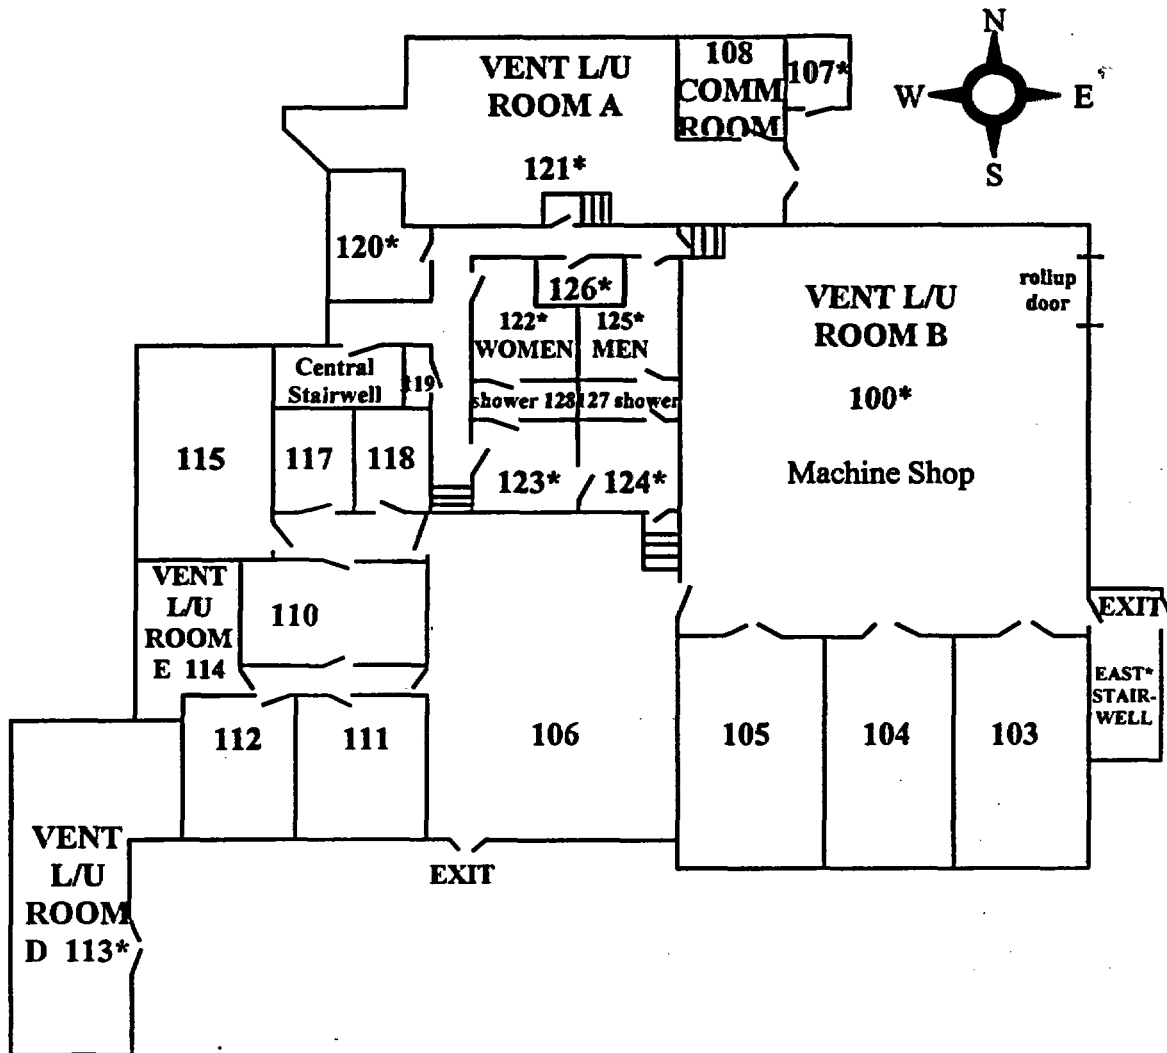 N
W E
S
VENT L/U
ROOM A
121*
108
COMM
ROOM
107*
120*
126*
122*
WOMEN
125*
MEN
VENT L/U
ROOM B
100*
Machine Shop
rollup
door
Central
Stairwell
119
shower 128
127 shower
115
117
118
123*
124*
VENT
L/U
ROOM
E 114
110
EXIT
EAST*
STAIR-
WELL
112
111
106
105
104
103
VENT
L/U
ROOM
D 113*
EXIT